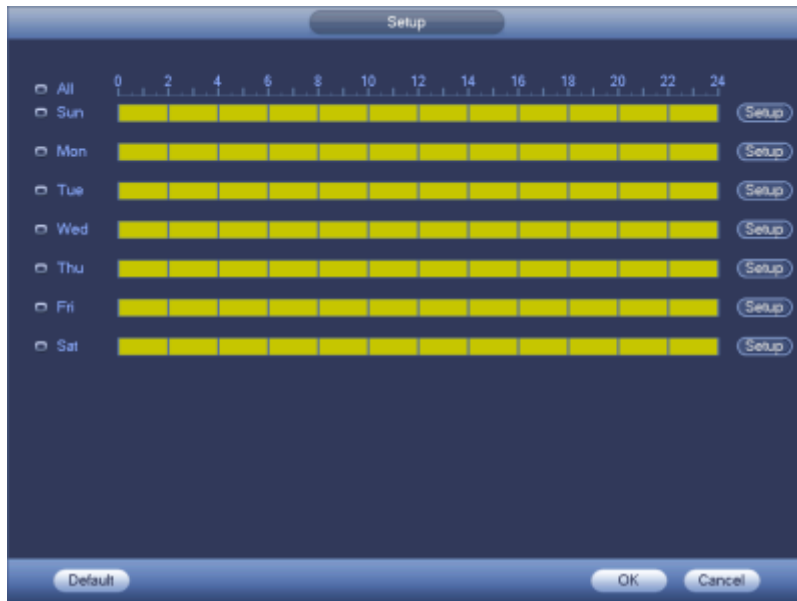 Setup
All 0 2 4 6 8 10 12 14 16 18 20 22 24
Sun Setup
Mon Setup
Tue Setup
Wed Setup
Thu Setup
Fri Setup
Sat Setup
Default OK Cancel